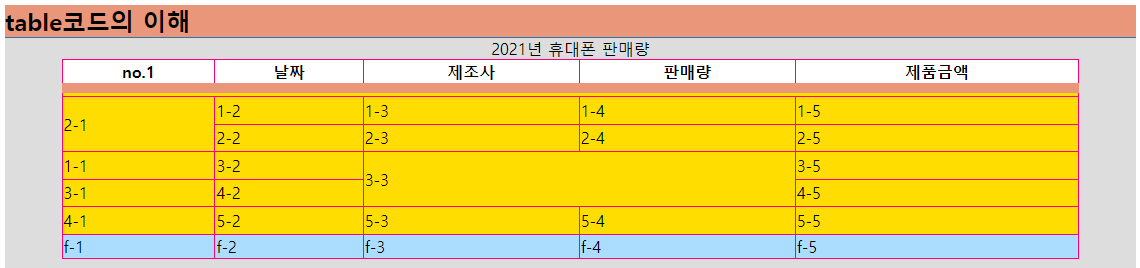 table코드의 이해
2021년 휴대폰 판매량
no.1 날짜 제조사 판매량 제품금액
2-1 1-2 1-3 1-4 1-5
2-2 2-3 2-4 2-5
1-1 3-2 3-3 3-5
3-1 4-2 4-5
4-1 5-2 5-3 5-4 5-5
f-1 f-2 f-3 f-4 f-5